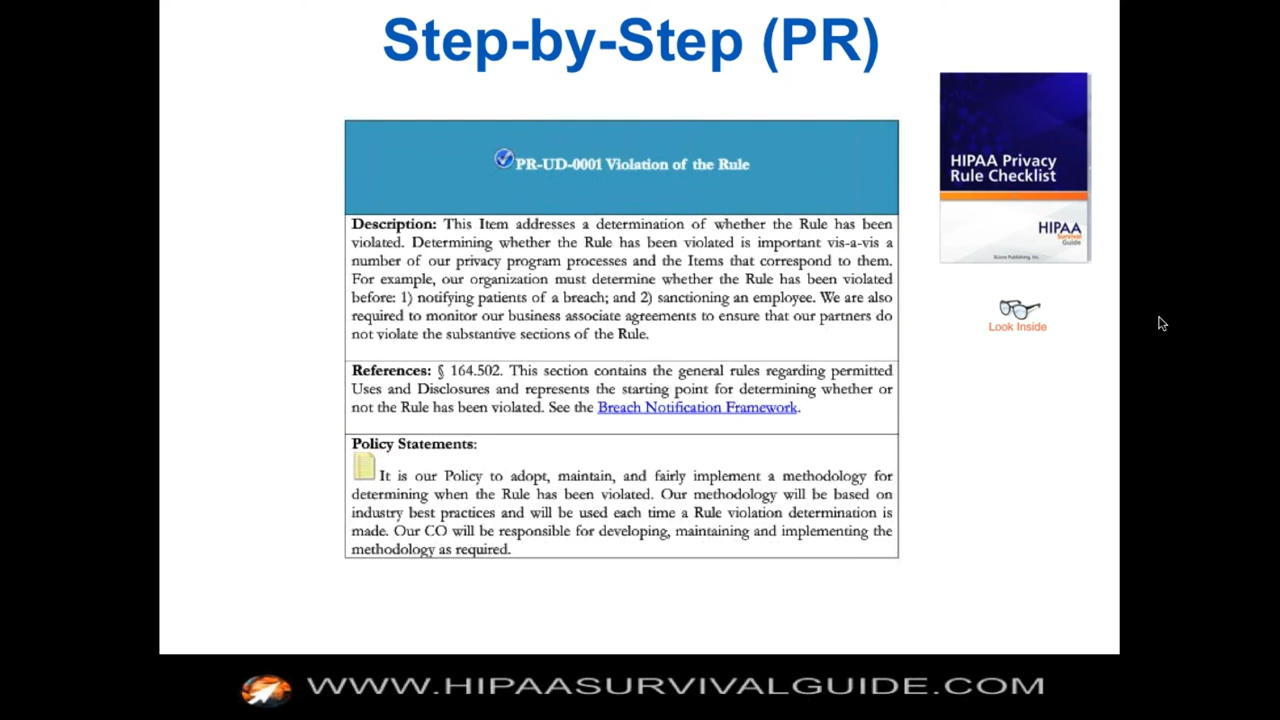 Step-by-Step (PR)
PR-UD-0001 Violation of the Rule
Description: This Item addresses a determination of whether the Rule has been
violated. Determining whether the Rule has been violated is important vis-a-vis a
number of our privacy program processes and the Items that correspond to them.
For example, our organization must determine whether the Rule has been violated
before: 1) notifying patients of a breach; and 2) sanctioning an employee. We are also
required to monitor our business associate agreements to ensure that our partners do
not violate the substantive sections of the Rule.
References: § 164.502. This section contains the general rules regarding permitted
Uses and Disclosures and represents the starting point for determining whether or
not the Rule has been violated. See the Breach Notification Framework.
Policy Statements:
It is our Policy to adopt, maintain, and fairly implement a methodology for
determining when the Rule has been violated. Our methodology will be based on
industry best practices and will be used each time a Rule violation determination is
made. Our CO will be responsible for developing, maintaining and implementing the
methodology as required.
HIPAA Privacy
Rule Checklist
HIPAA
Survival
Guide
Look Inside
WWW.HIPAASURVIVALGUIDE.COM